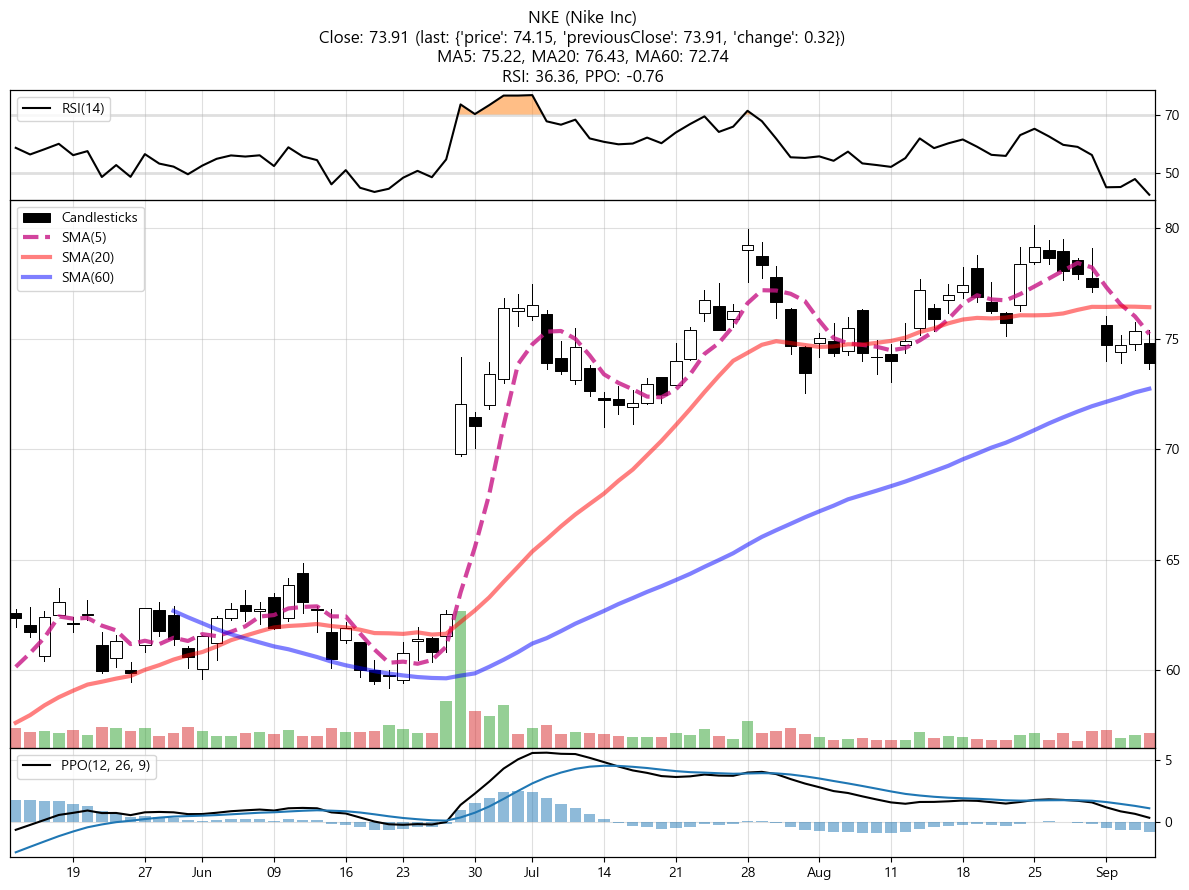 NKE (Nike Inc)
Close: 73.91 (last: {'price': 74.15, 'previousClose': 73.91, 'change': 0.32})
MA5: 75.22, MA20: 76.43, MA60: 72.74
RSI: 36.36, PPO: -0.76
RSI(14)
70
50
Candlesticks
SMA(5)
SMA(20)
SMA(60)
80
75
70
65
60
PPO(12, 26, 9)
5
0
19 27 Jun 09 16 23 30 Jul 14 21 28 Aug 11 18 25 Sep